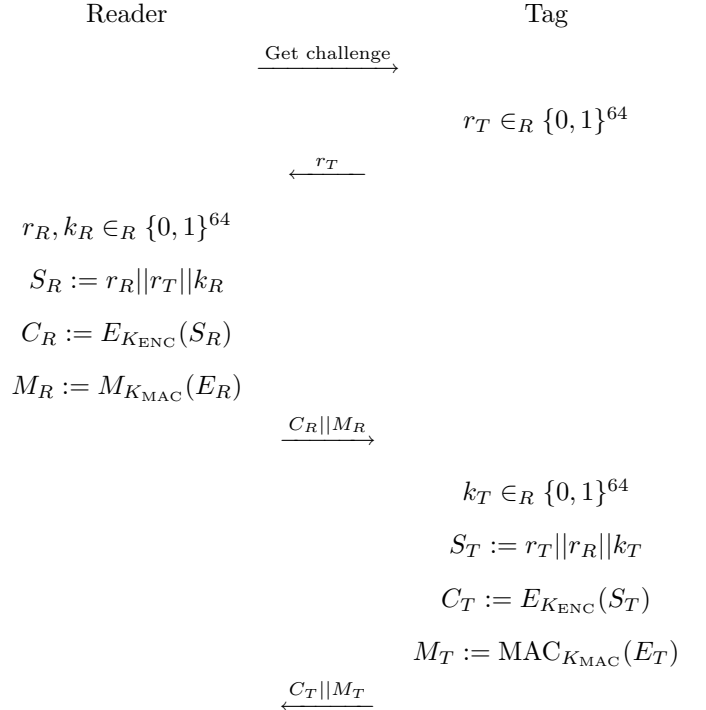 Reader Tag
Get challenge
r_T ∈_R {0, 1}^64
r_T
r_R, k_R ∈_R {0, 1}^64
S_R := r_R||r_T||k_R
C_R := E_{K_ENC}(S_R)
M_R := M_{K_MAC}(E_R)
C_R||M_R
k_T ∈_R {0, 1}^64
S_T := r_T||r_R||k_T
C_T := E_{K_ENC}(S_T)
M_T := MAC_{K_MAC}(E_T)
C_T||M_T